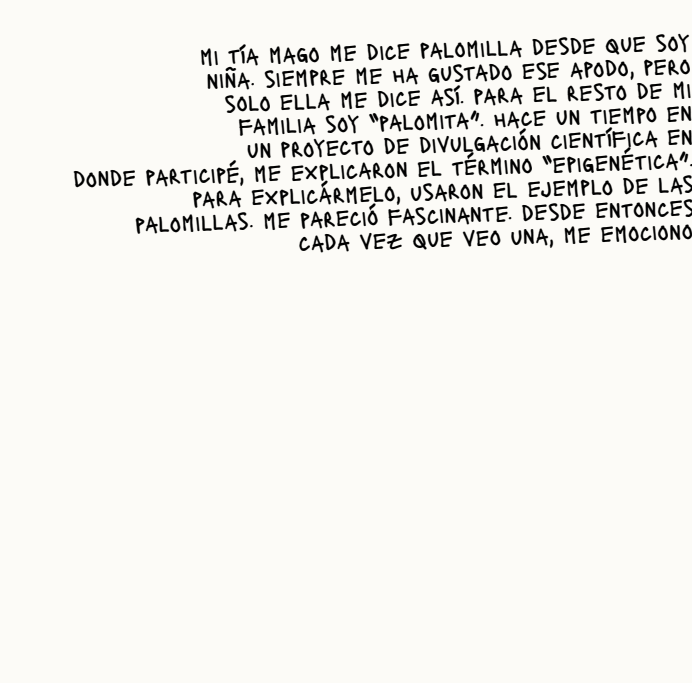 MI TÍA MAGO ME DICE PALOMILLA DESDE QUE SOY
NIÑA. SIEMPRE ME HA GUSTADO ESE APODO, PERO
SOLO ELLA ME DICE ASÍ. PARA EL RESTO DE MI
FAMILIA SOY "PALOMITA". HACE UN TIEMPO EN
UN PROYECTO DE DIVULGACIÓN CIENTÍFICA EN
DONDE PARTICIPÉ, ME EXPLICARON EL TÉRMINO "EPIGENÉTICA".
PARA EXPLICÁRMELO, USARON EL EJEMPLO DE LAS
PALOMILLAS. ME PARECIÓ FASCINANTE. DESDE ENTONCES
CADA VEZ QUE VEO UNA, ME EMOCIONO